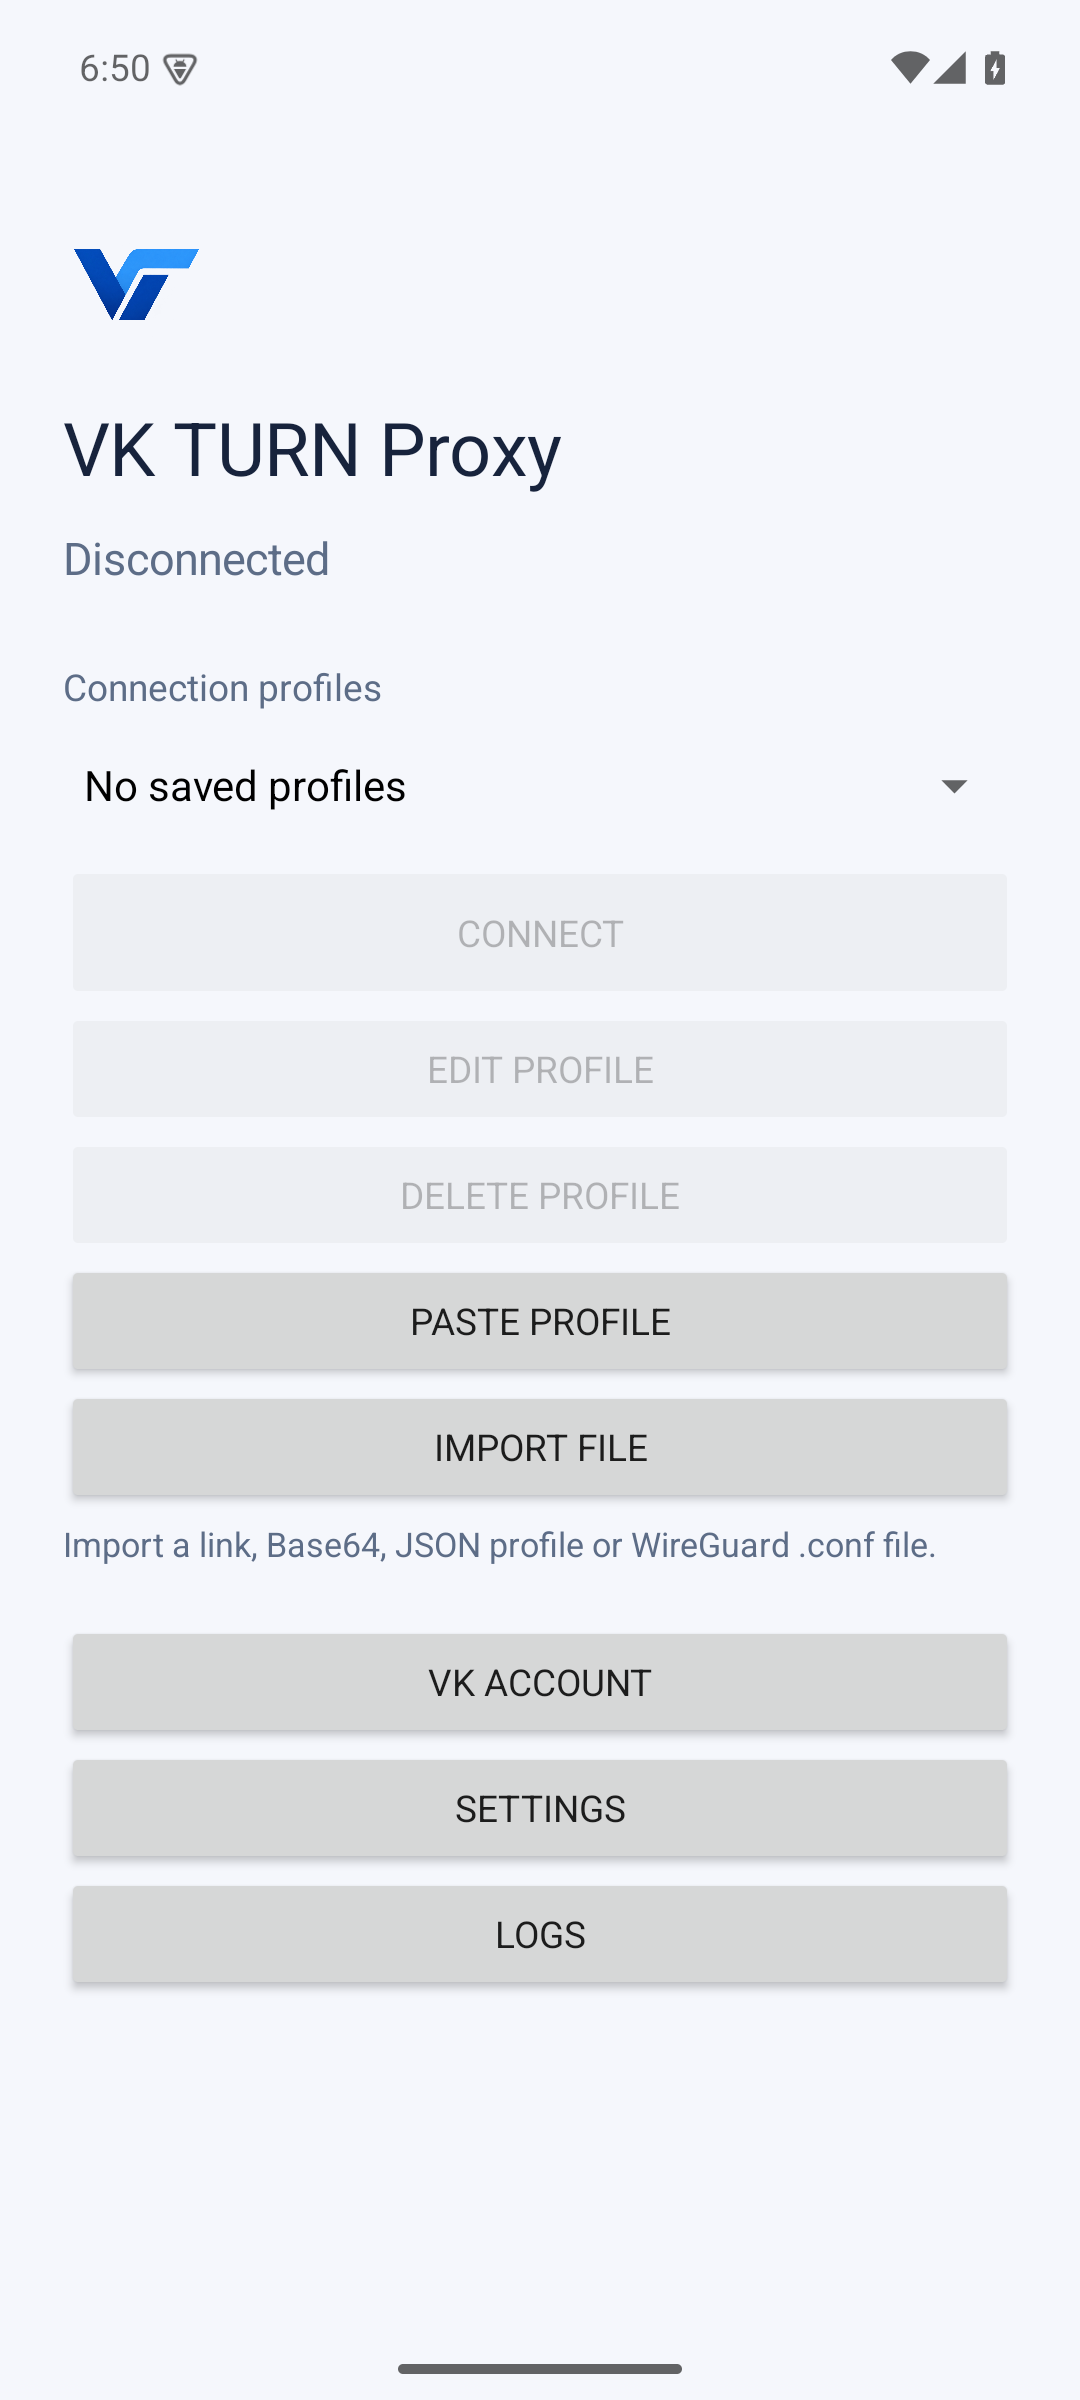 6:50
VK TURN Proxy
Disconnected
Connection profiles
No saved profiles
CONNECT
EDIT PROFILE
DELETE PROFILE
PASTE PROFILE
IMPORT FILE
Import a link, Base64, JSON profile or WireGuard .conf file.
VK ACCOUNT
SETTINGS
LOGS